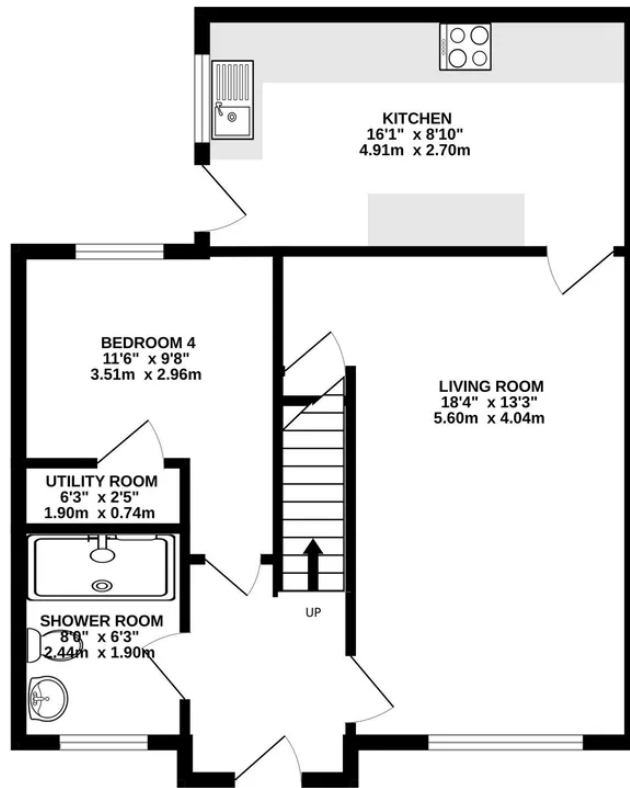 KITCHEN
16'1" x 8'10"
4.91m x 2.70m
BEDROOM 4
11'6" x 9'8"
3.51m x 2.96m
LIVING ROOM
18'4" x 13'3"
5.60m x 4.04m
UTILITY ROOM
6'3" x 2'5"
1.90m x 0.74m
SHOWER ROOM
8'0" x 6'3"
2.44m x 1.90m
UP